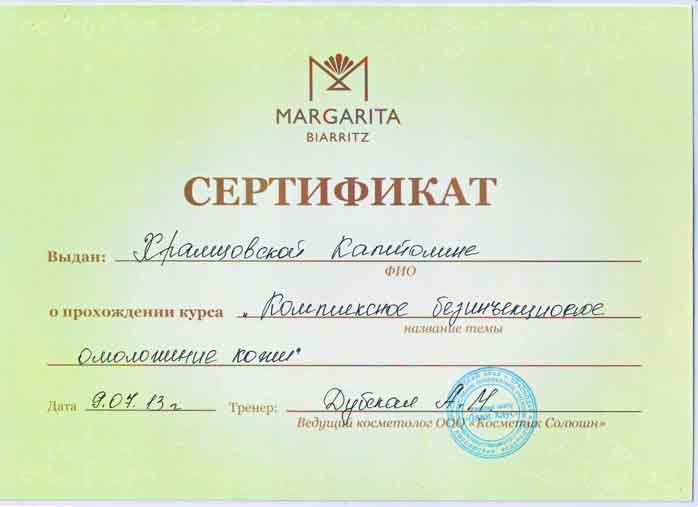 MARGARITA
BIARRITZ
СЕРТИФИКАТ
Выдан: Храмцовской Капитолине
ФИО
о прохождении курса „Комплексное безинъекционное
название темы
омоложение кожи"
Дата 9.07.13 г Тренер: Дубская А.И
Ведущий косметолог ООО «Косметик Солюшн»